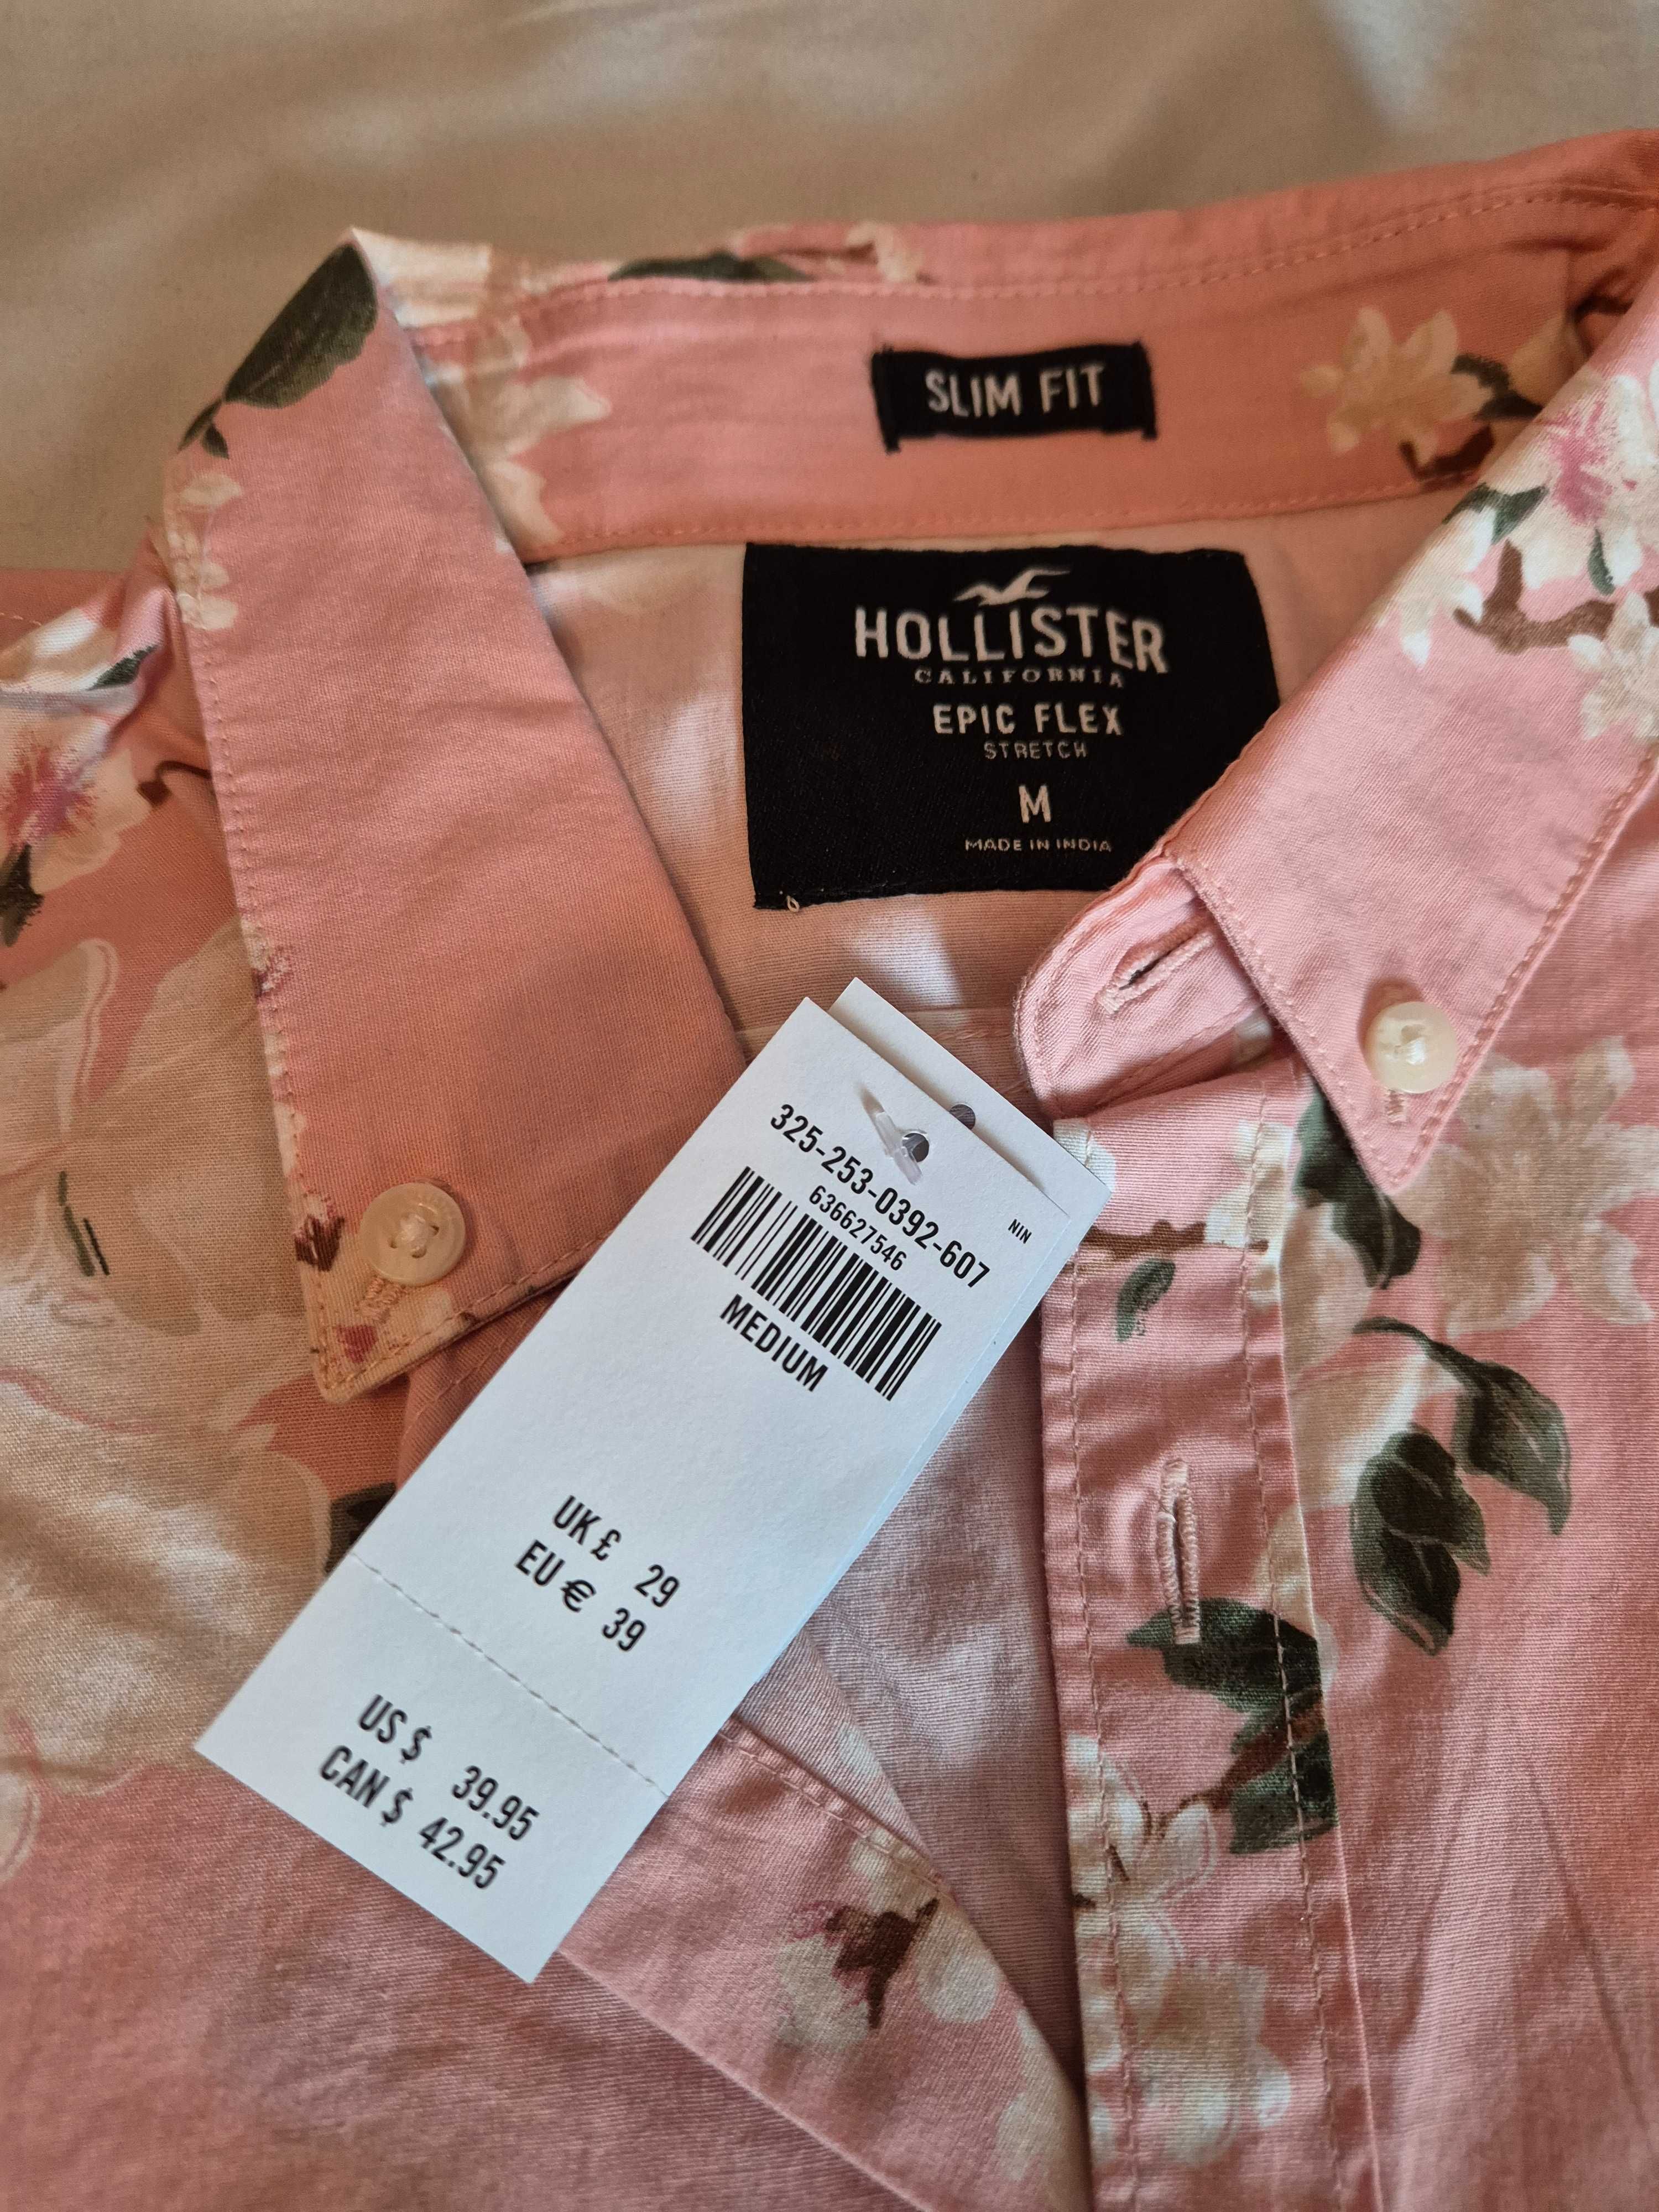 SLIM FIT
HOLLISTER
CALIFORNIA
EPIC FLEX
STRETCH
M
MADE IN INDIA
325-253-0392-607
636627546
NIN
MEDIUM
UK £ 29
EU € 39
US $ 39.95
CAN $ 42.95